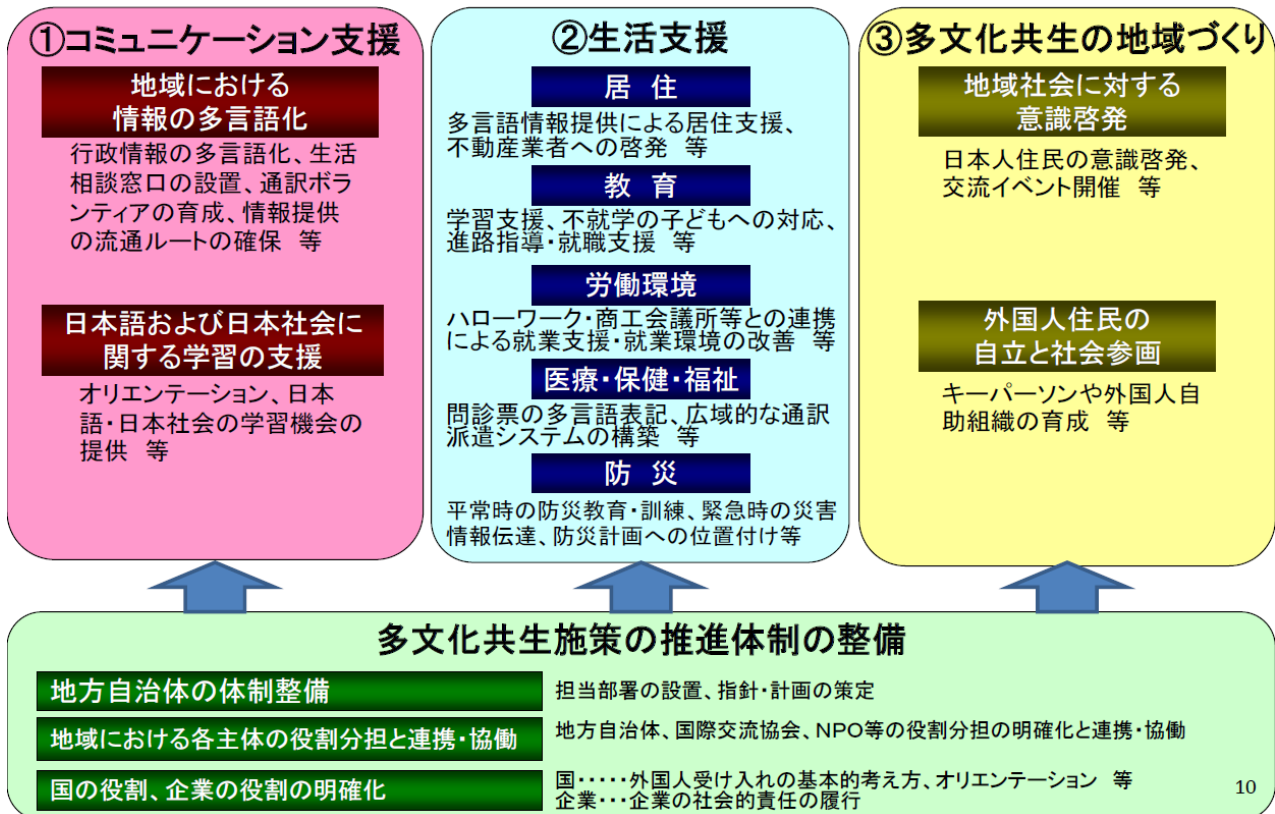 ①コミュニケーション支援
地域における
情報の多言語化
行政情報の多言語化、生活
相談窓口の設置、通訳ボラ
ンティアの育成、情報提供
の流通ルートの確保　等
日本語および日本社会に
関する学習の支援
オリエンテーション、日本
語・日本社会の学習機会の
提供　等
②生活支援
居　住
多言語情報提供による居住支援、
不動産業者への啓発　等
教　育
学習支援、不就学の子どもへの対応、
進路指導・就職支援　等
労働環境
ハローワーク・商工会議所等との連携
による就業支援・就業環境の改善　等
医療・保健・福祉
問診票の多言語表記、広域的な通訳
派遣システムの構築　等
防　災
平常時の防災教育・訓練、緊急時の災害
情報伝達、防災計画への位置付け等
③多文化共生の地域づくり
地域社会に対する
意識啓発
日本人住民の意識啓発、
交流イベント開催　等
外国人住民の
自立と社会参画
キーパーソンや外国人自
助組織の育成　等
多文化共生施策の推進体制の整備
地方自治体の体制整備
担当部署の設置、指針・計画の策定
地域における各主体の役割分担と連携・協働
地方自治体、国際交流協会、NPO等の役割分担の明確化と連携・協働
国の役割、企業の役割の明確化
国・・・・・外国人受け入れの基本的考え方、オリエンテーション　等
企業・・・企業の社会的責任の履行
10